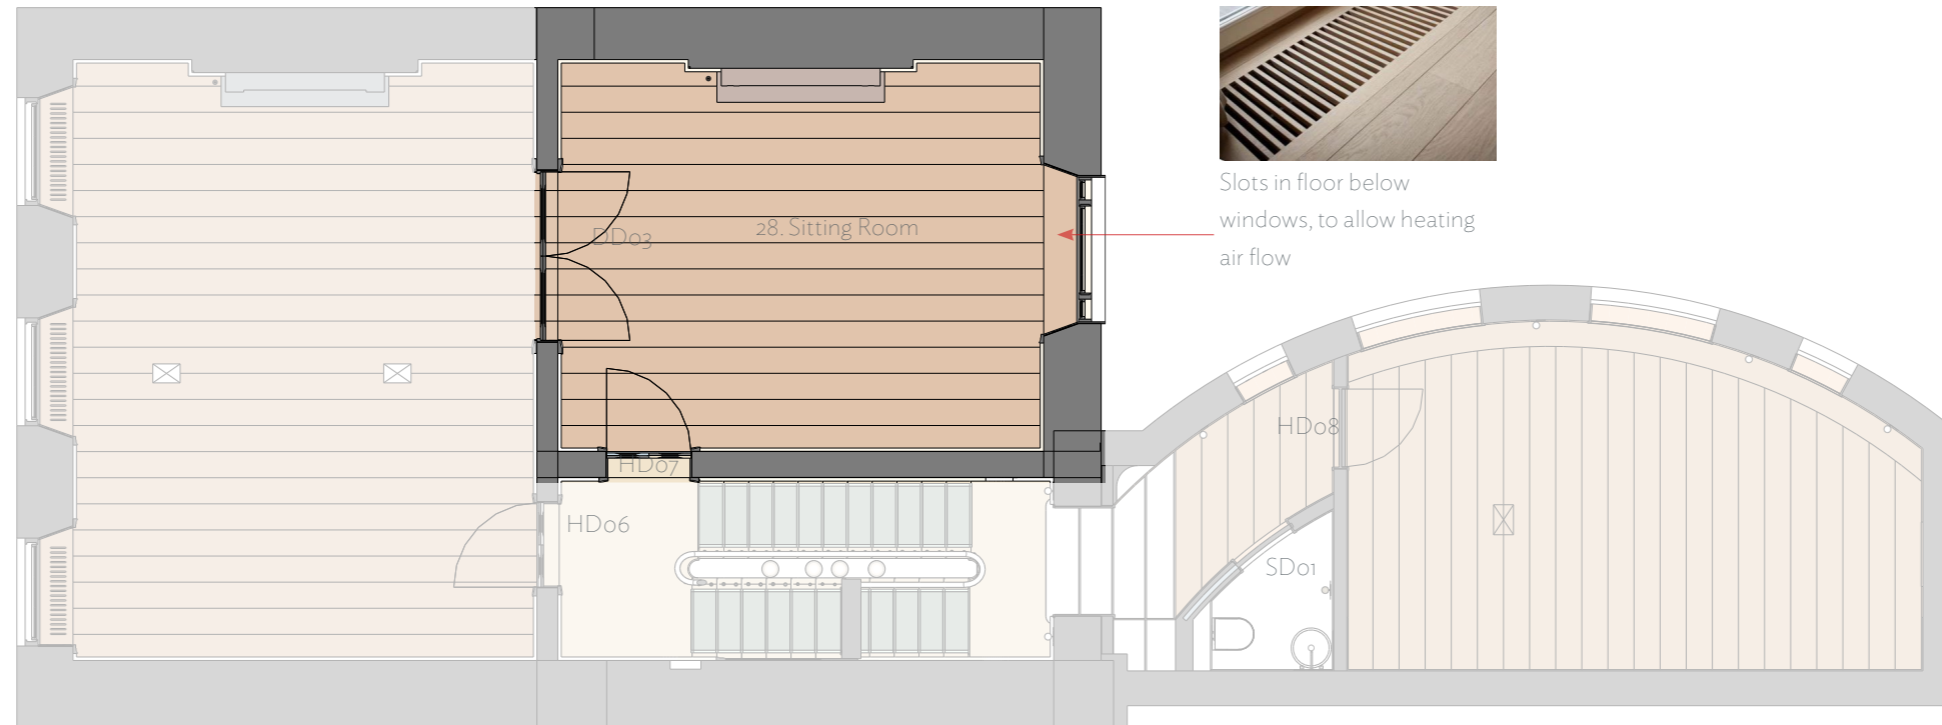 Slots in floor below
windows, to allow heating
air flow
28. Sitting Room
DD03
HD07
HD06
HD08
SD01